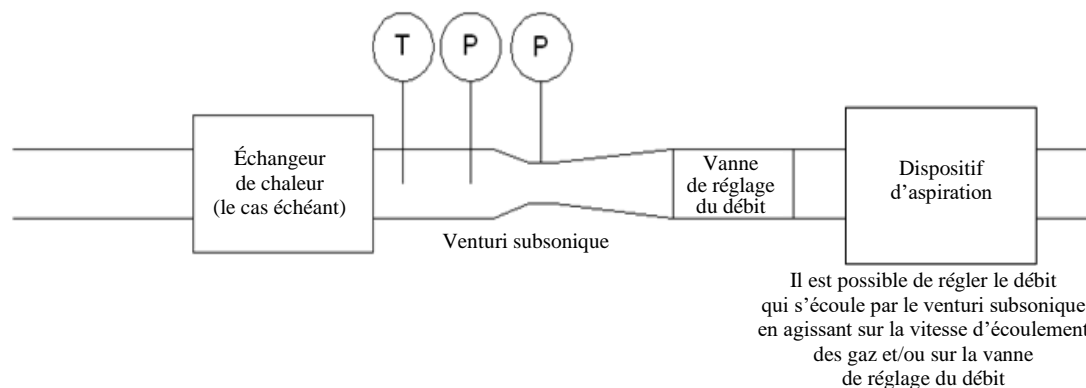 T
P
P
Échangeur
de chaleur
(le cas échéant)
Vanne
de réglage
du débit
Dispositif
d’aspiration
Venturi subsonique
Il est possible de régler le débit
qui s’écoule par le venturi subsonique
en agissant sur la vitesse d’écoulement
des gaz et/ou sur la vanne
de réglage du débit